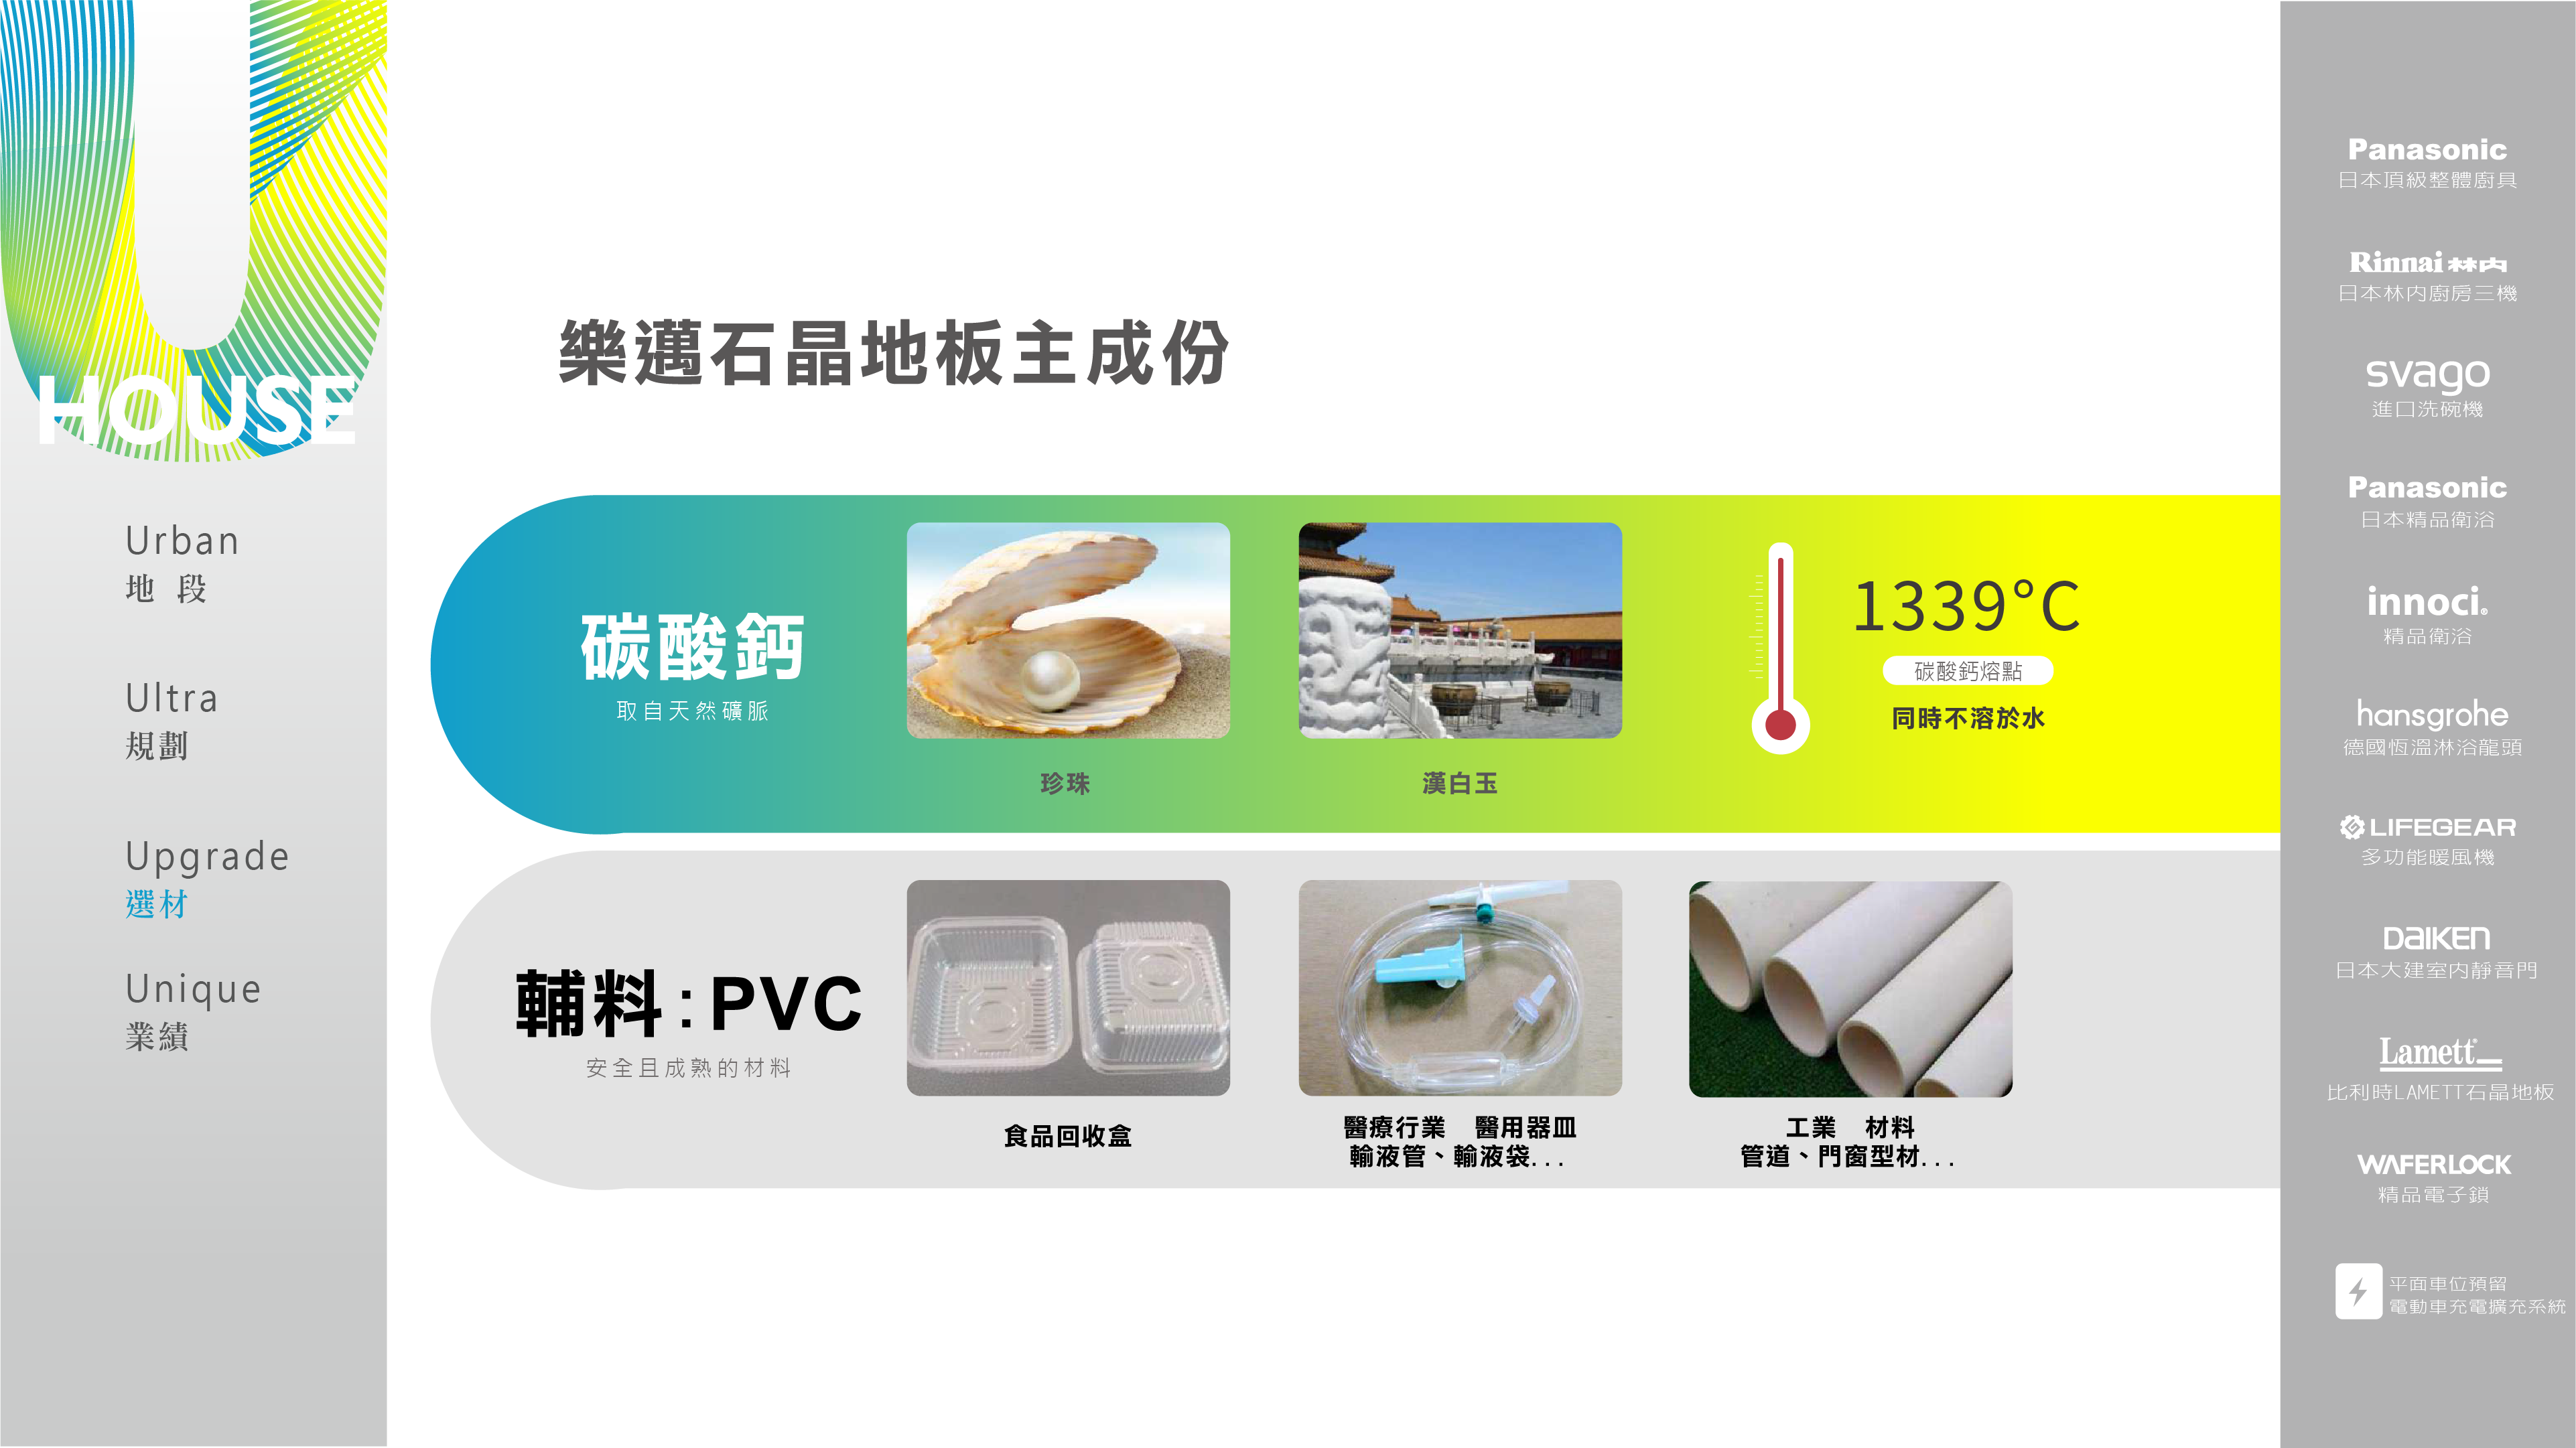 U
HOUSE
Urban
地 段
Ultra
規劃
Upgrade
選材
Unique
業績
樂邁石晶地板主成份
碳酸鈣
取自天然礦脈
珍珠
漢白玉
1339°C
碳酸鈣熔點
同時不溶於水
輔料:PVC
安全且成熟的材料
食品回收盒
醫療行業 醫用器皿
輸液管、輸液袋...
工業 材料
管道、門窗型材...
Panasonic
日本頂級整體廚具
Rinnai 林内
日本林內廚房三機
svago
進口洗碗機
Panasonic
日本精品衛浴
innoci®
精品衛浴
hansgrohe
德國恆溫淋浴龍頭
LIFEGEAR
多功能暖風機
DAIKEN
日本大建室內靜音門
Lamett®
比利時LAMETT石晶地板
WAFERLOCK
精品電子鎖
平面車位預留
電動車充電擴充系統